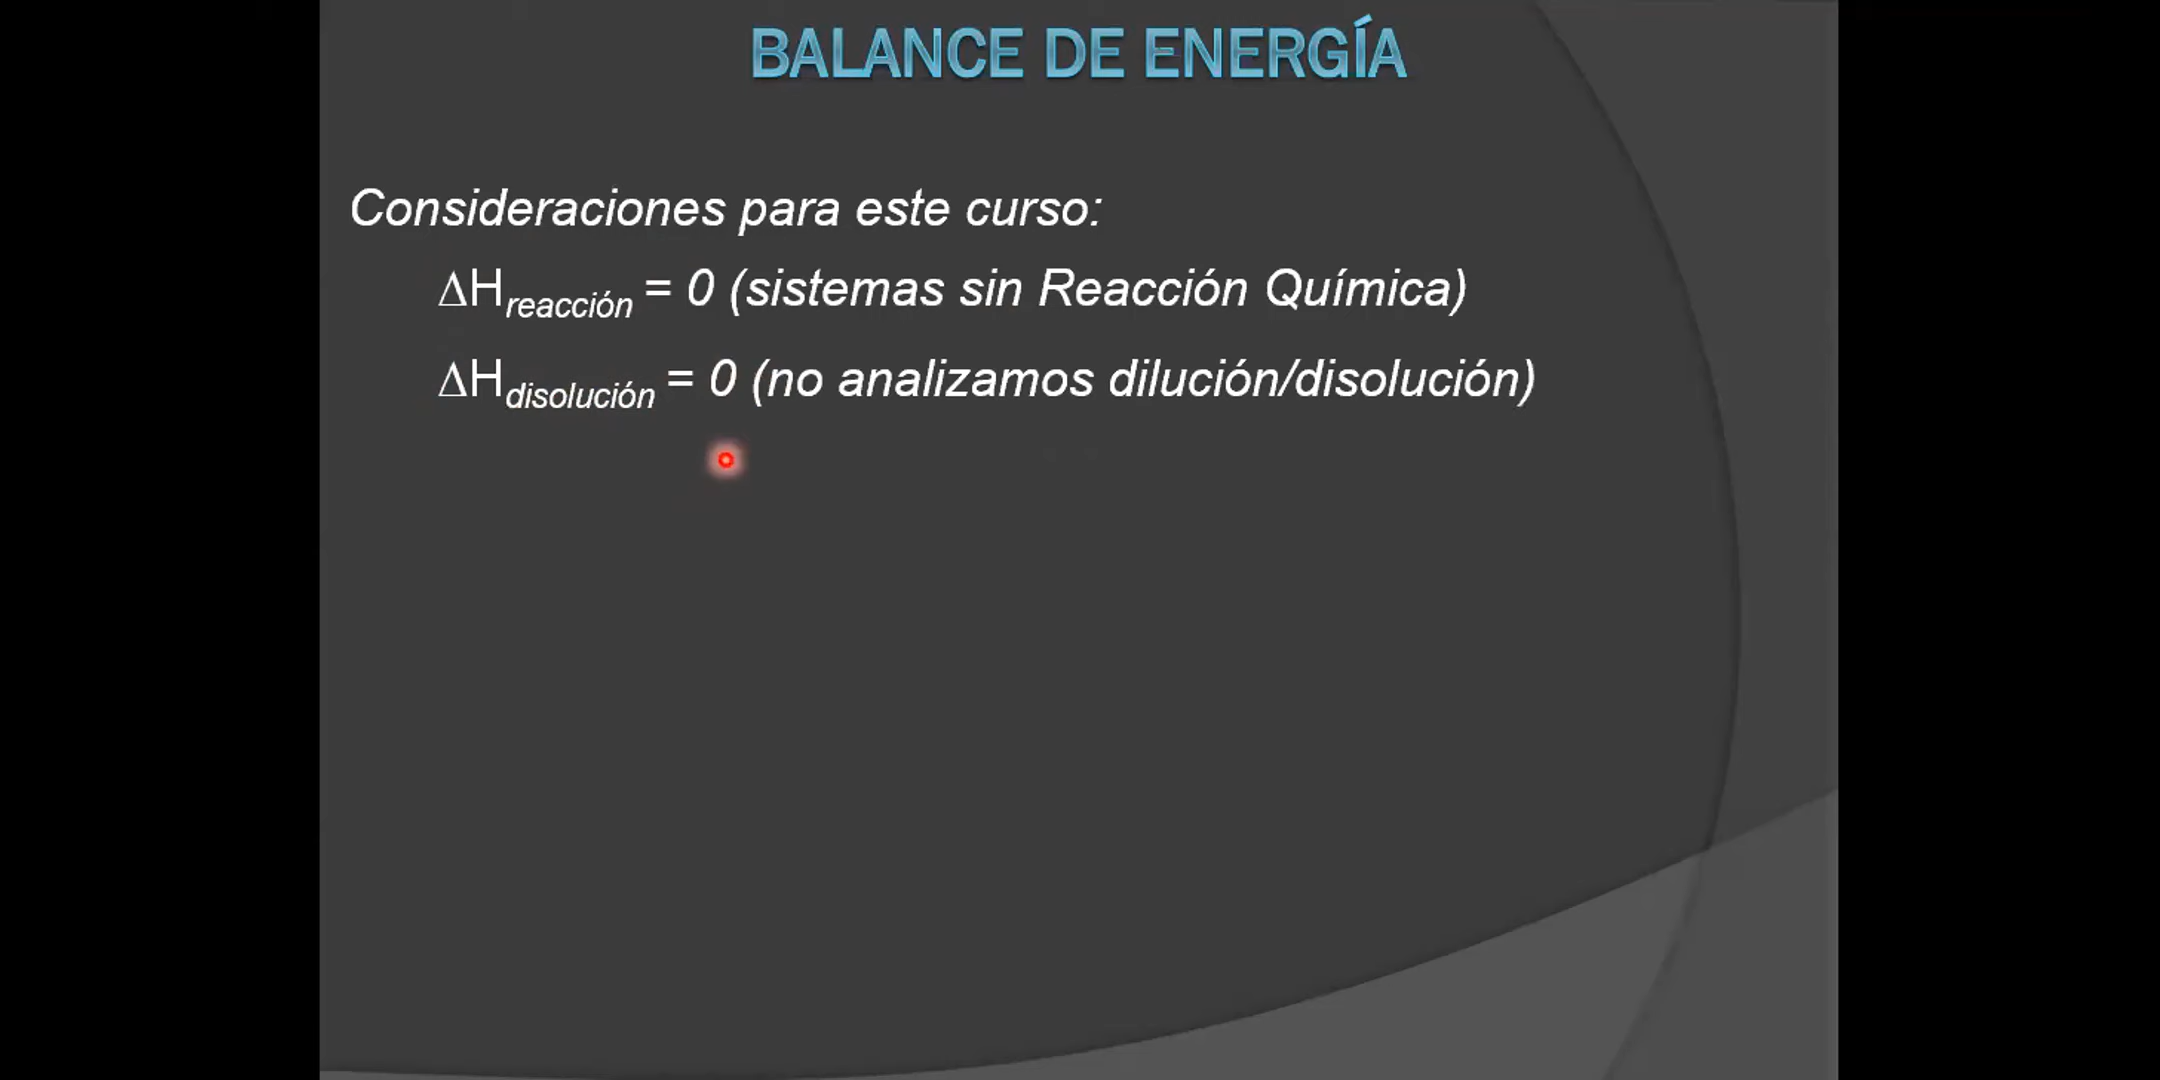 BALANCE DE ENERGÍA
Consideraciones para este curso:
ΔHreacción = 0 (sistemas sin Reacción Química)
ΔHdisolución = 0 (no analizamos dilución/disolución)